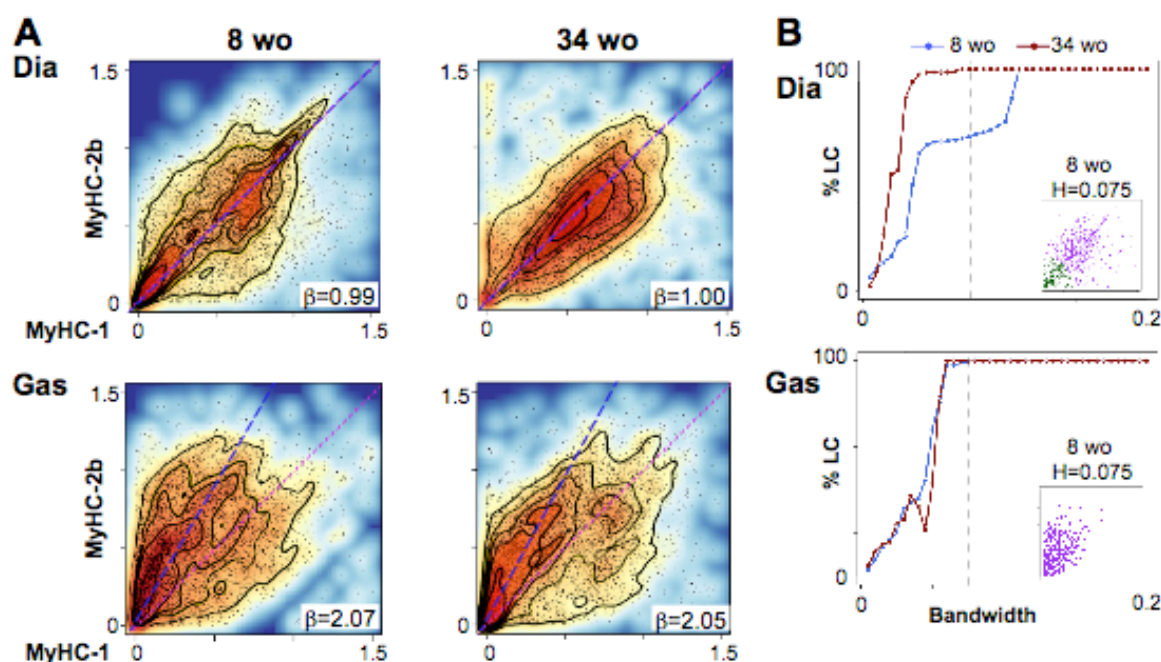 A
8 wo
34 wo
B
8 wo
34 wo
Dia
1.5
1.5
MyHC-2b
0
0
β=0.99
β=1.00
MyHC-1
0
1.5
0
1.5
Dia
100
% LC
0
8 wo
H=0.075
0
0.2
Gas
1.5
1.5
MyHC-2b
0
0
β=2.07
β=2.05
MyHC-1
0
1.5
0
1.5
Gas
100
% LC
0
8 wo
H=0.075
0
Bandwidth
0.2